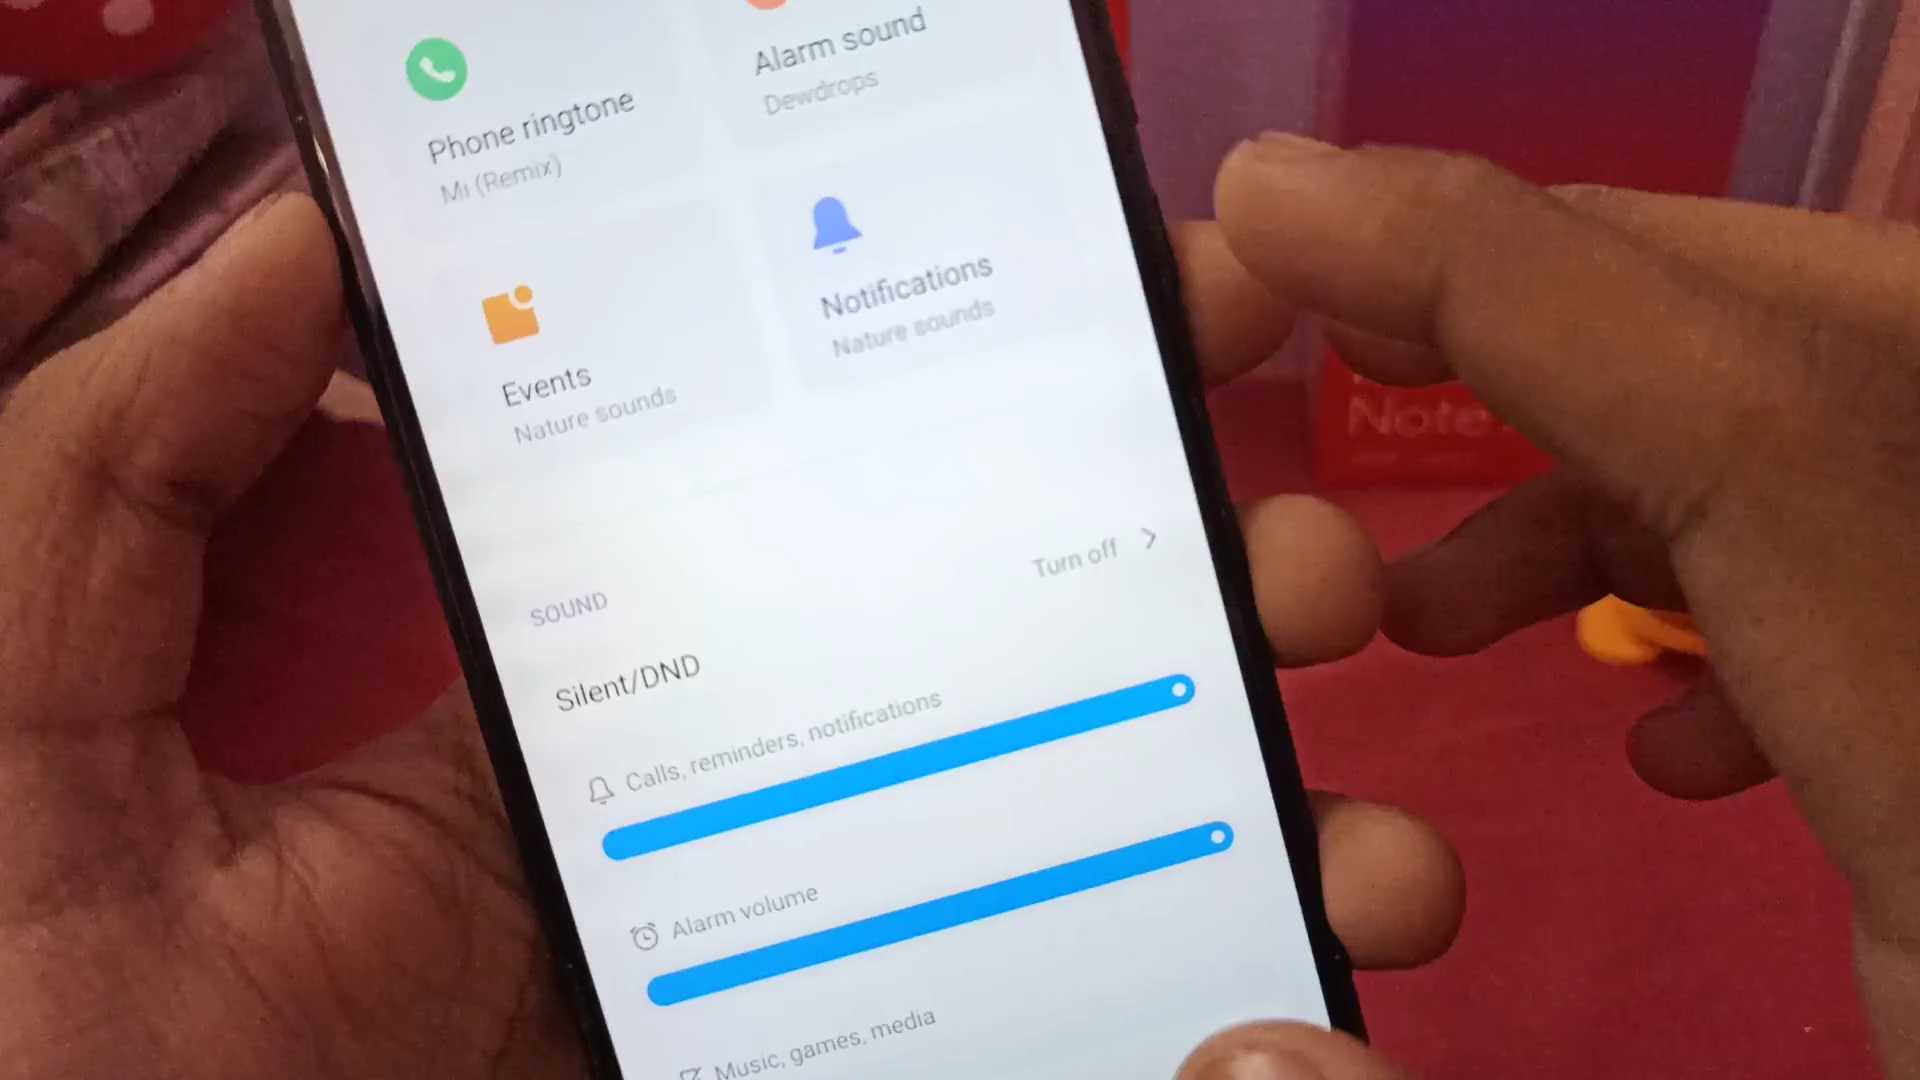 Phone ringtone
Mi (Remix)
Alarm sound
Dewdrops
Events
Nature sounds
Notifications
Nature sounds
SOUND
Silent/DND
Turn off
Calls, reminders, notifications
Alarm volume
Music, games, media
Note